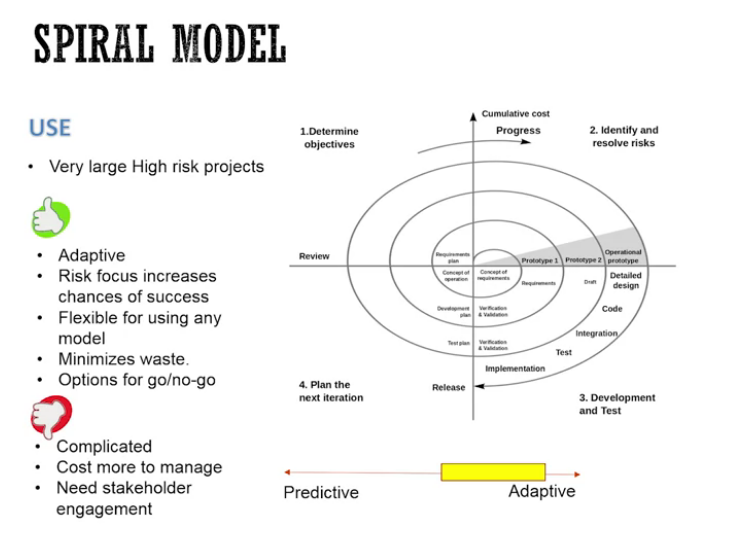 SPIRAL MODEL
USE
• Very large High risk projects
• Adaptive
• Risk focus increases
chances of success
• Flexible for using any
model
• Minimizes waste.
• Options for go/no-go
• Complicated
• Cost more to manage
• Need stakeholder
engagement
Cumulative cost
Progress
1.Determine
objectives
2. Identify and
resolve risks
Review
Requirements
plan
Concept of
operation
Concept of
requirements
Prototype 1
Prototype 2
Operational
prototype
Requirements
Draft
Detailed
design
Development
plan
Verification
& Validation
Code
Integration
Test plan
Verification
& Validation
Test
Implementation
Release
4. Plan the
next iteration
3. Development
and Test
Predictive
Adaptive